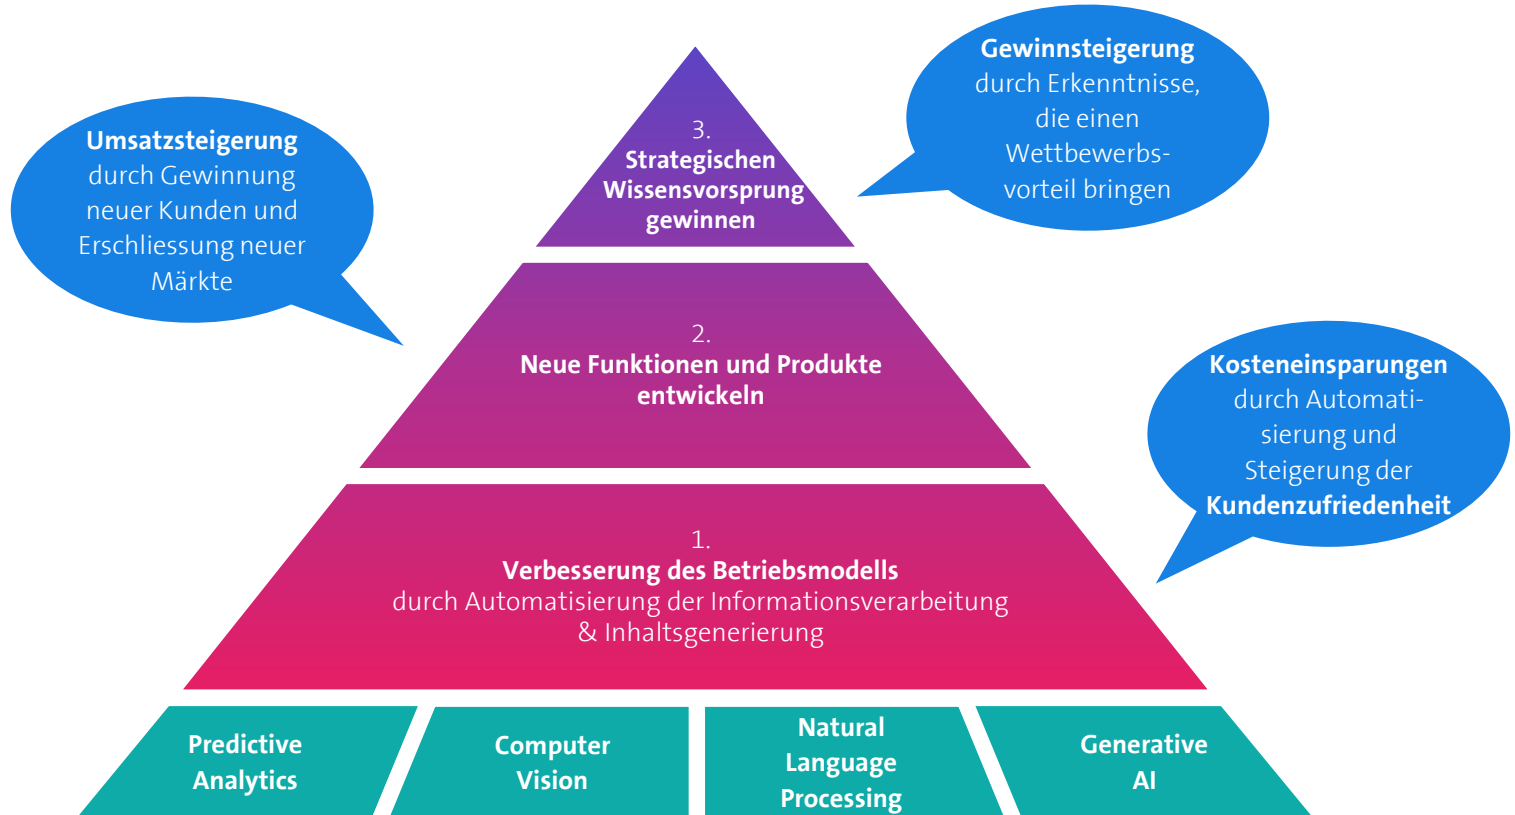 Gewinnsteigerung
durch Erkenntnisse,
die einen
Wettbewerbs-
vorteil bringen
Umsatzsteigerung
durch Gewinnung
neuer Kunden und
Erschliessung neuer
Märkte
3.
Strategischen
Wissensvorsprung
gewinnen
2.
Neue Funktionen und Produkte
entwickeln
Kosteneinsparungen
durch Automati-
sierung und
Steigerung der
Kundenzufriedenheit
1.
Verbesserung des Betriebsmodells
durch Automatisierung der Informationsverarbeitung
& Inhaltsgenerierung
Predictive
Analytics
Computer
Vision
Natural
Language
Processing
Generative
AI